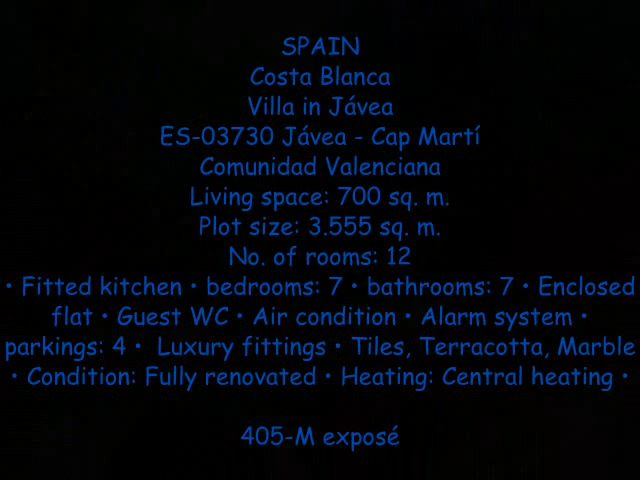 SPAIN
Costa Blanca
Villa in Jávea
ES-03730 Jávea - Cap Martí
Comunidad Valenciana
Living space: 700 sq. m.
Plot size: 3.555 sq. m.
No. of rooms: 12
• Fitted kitchen • bedrooms: 7 • bathrooms: 7 • Enclosed
flat • Guest WC • Air condition • Alarm system •
parkings: 4 • Luxury fittings • Tiles, Terracotta, Marble
• Condition: Fully renovated • Heating: Central heating •
405-M exposé